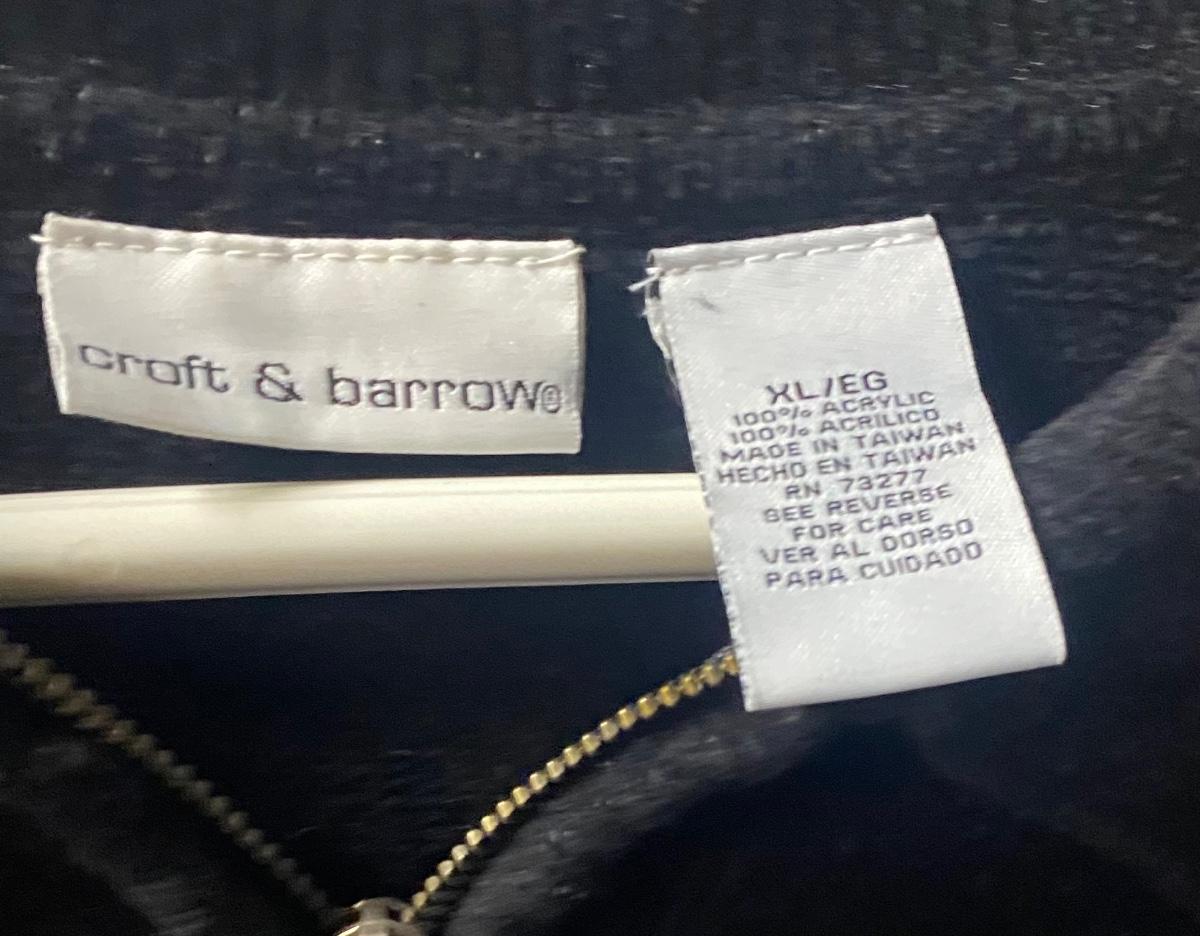 croft & barrow®
XL/EG
100% ACRYLIC
100% ACRILICO
MADE IN TAIWAN
HECHO EN TAIWAN
RN 73277
SEE REVERSE
FOR CARE
VER AL DORSO
PARA CUIDADO